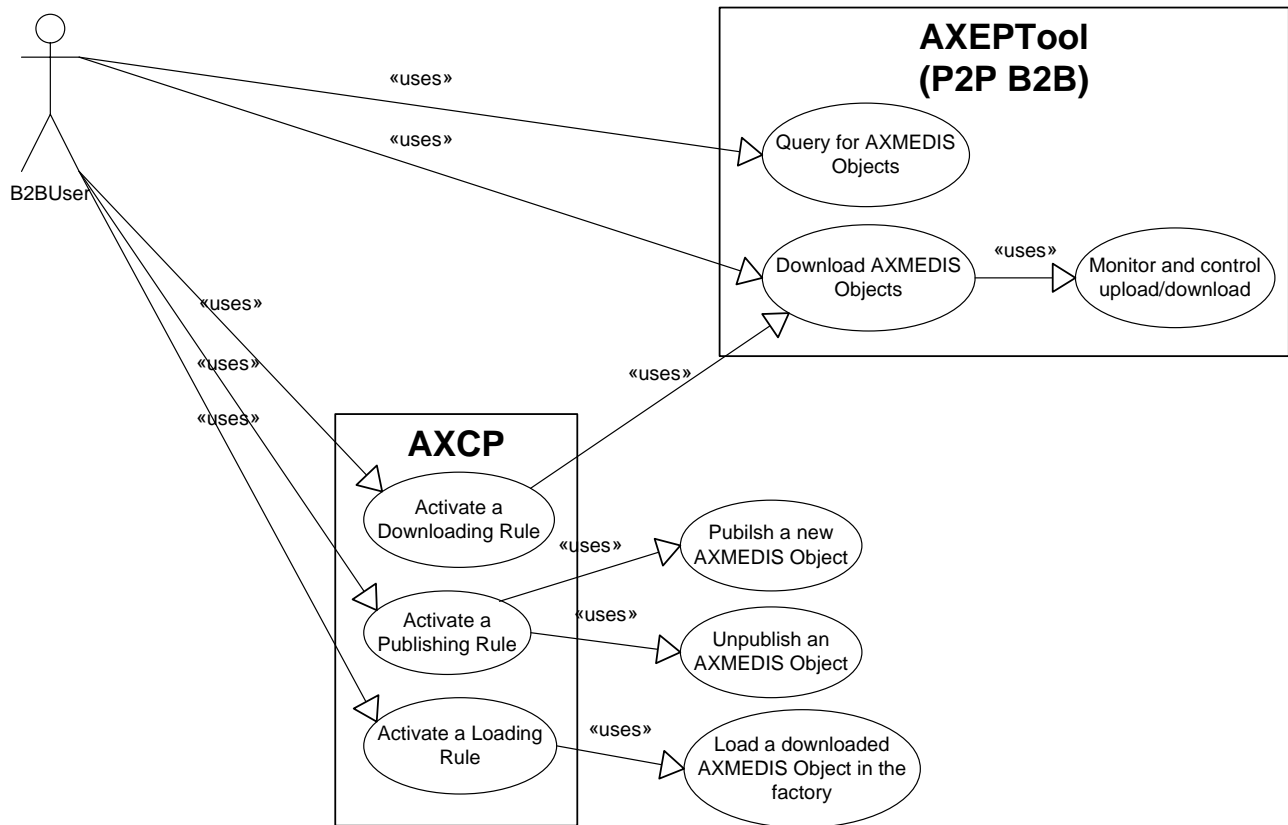 AXEPTool
(P2P B2B)
«uses»
Query for AXMEDIS
Objects
«uses»
B2BUser
Download AXMEDIS
Objects
«uses»
Monitor and control
upload/download
«uses»
«uses»
«uses»
«uses»
AXCP
Activate a
Downloading Rule
«uses»
Pubilsh a new
AXMEDIS Object
Activate a
Publishing Rule
«uses»
Unpublish an
AXMEDIS Object
Activate a Loading
Rule
«uses»
Load a downloaded
AXMEDIS Object in the
factory